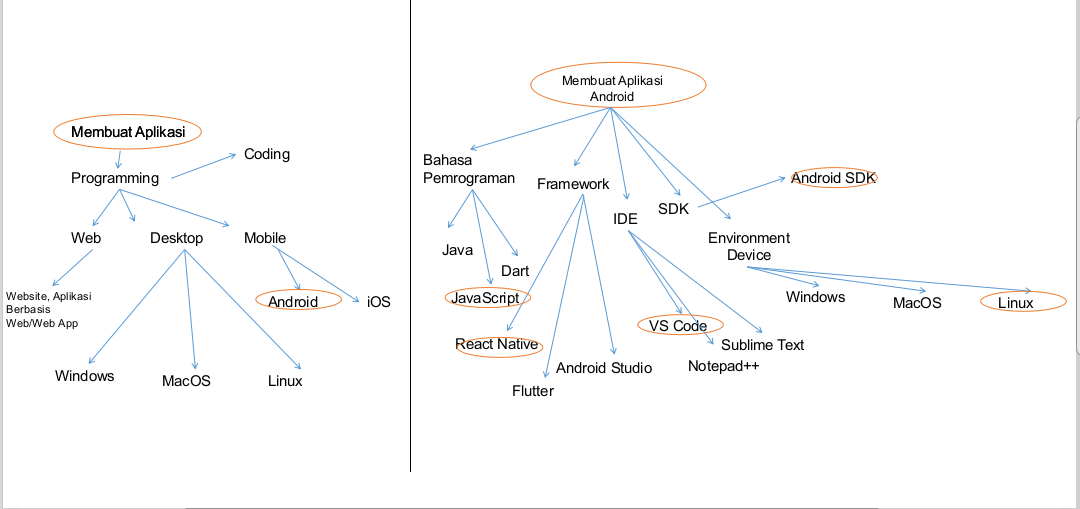 Membuat Aplikasi
Coding
Programming
Web
Desktop
Mobile
Website, Aplikasi
Berbasis
Web/Web App
Android
iOS
Windows
MacOS
Linux
Membuat Aplikasi
Android
Bahasa
Pemrograman
Framework
IDE
SDK
Android SDK
Environment
Device
Java
Dart
JavaScript
React Native
Flutter
Android Studio
VS Code
Sublime Text
Notepad++
Windows
MacOS
Linux